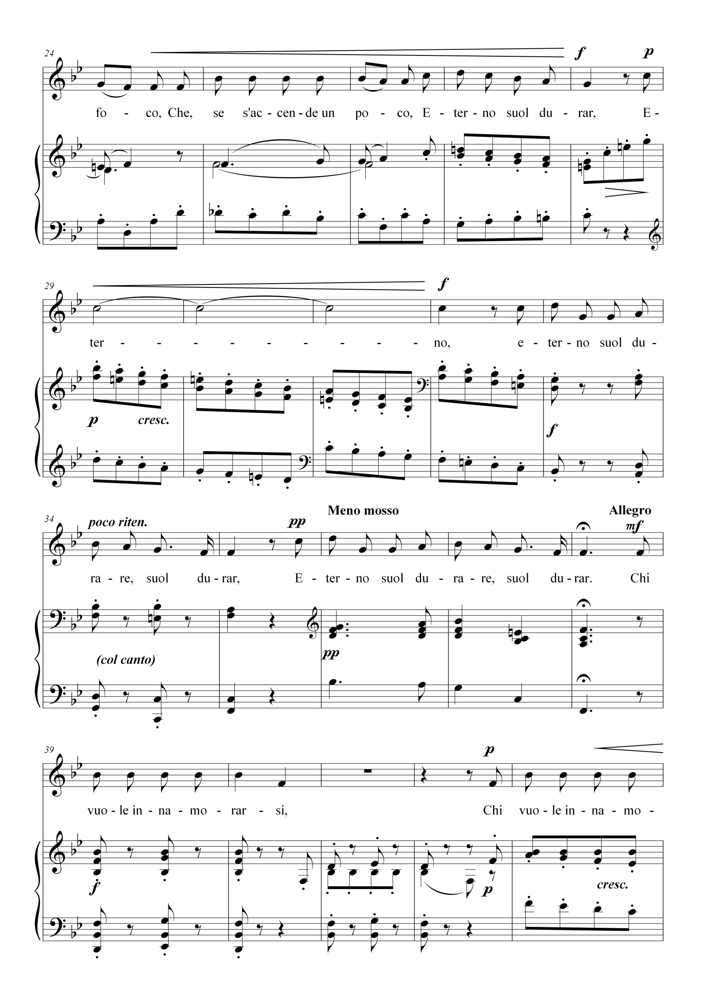 24
f p
fo - co, Che, se s'ac - cen - de un po - co, E - ter - no suol du - rar, E -
29
f
ter - - - - - - - - - no, e - ter - no suol du -
p cresc.
f
Meno mosso Allegro
34 poco riten. pp mf
ra - re, suol du - rar, E - ter - no suol du - ra - re, suol du - rar. Chi
(col canto) pp
39
p
vuo - le in - na - mo - rar - si, Chi vuo - le in - na - mo -
f p cresc.